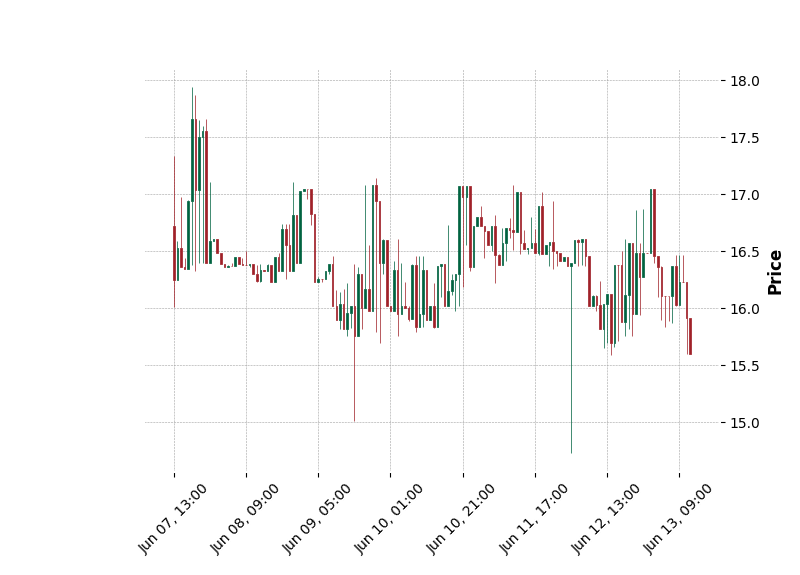 18.0
17.5
17.0
16.5
16.0
15.5
15.0
Price
Jun 07, 13:00
Jun 08, 09:00
Jun 09, 05:00
Jun 10, 01:00
Jun 10, 21:00
Jun 11, 17:00
Jun 12, 13:00
Jun 13, 09:00